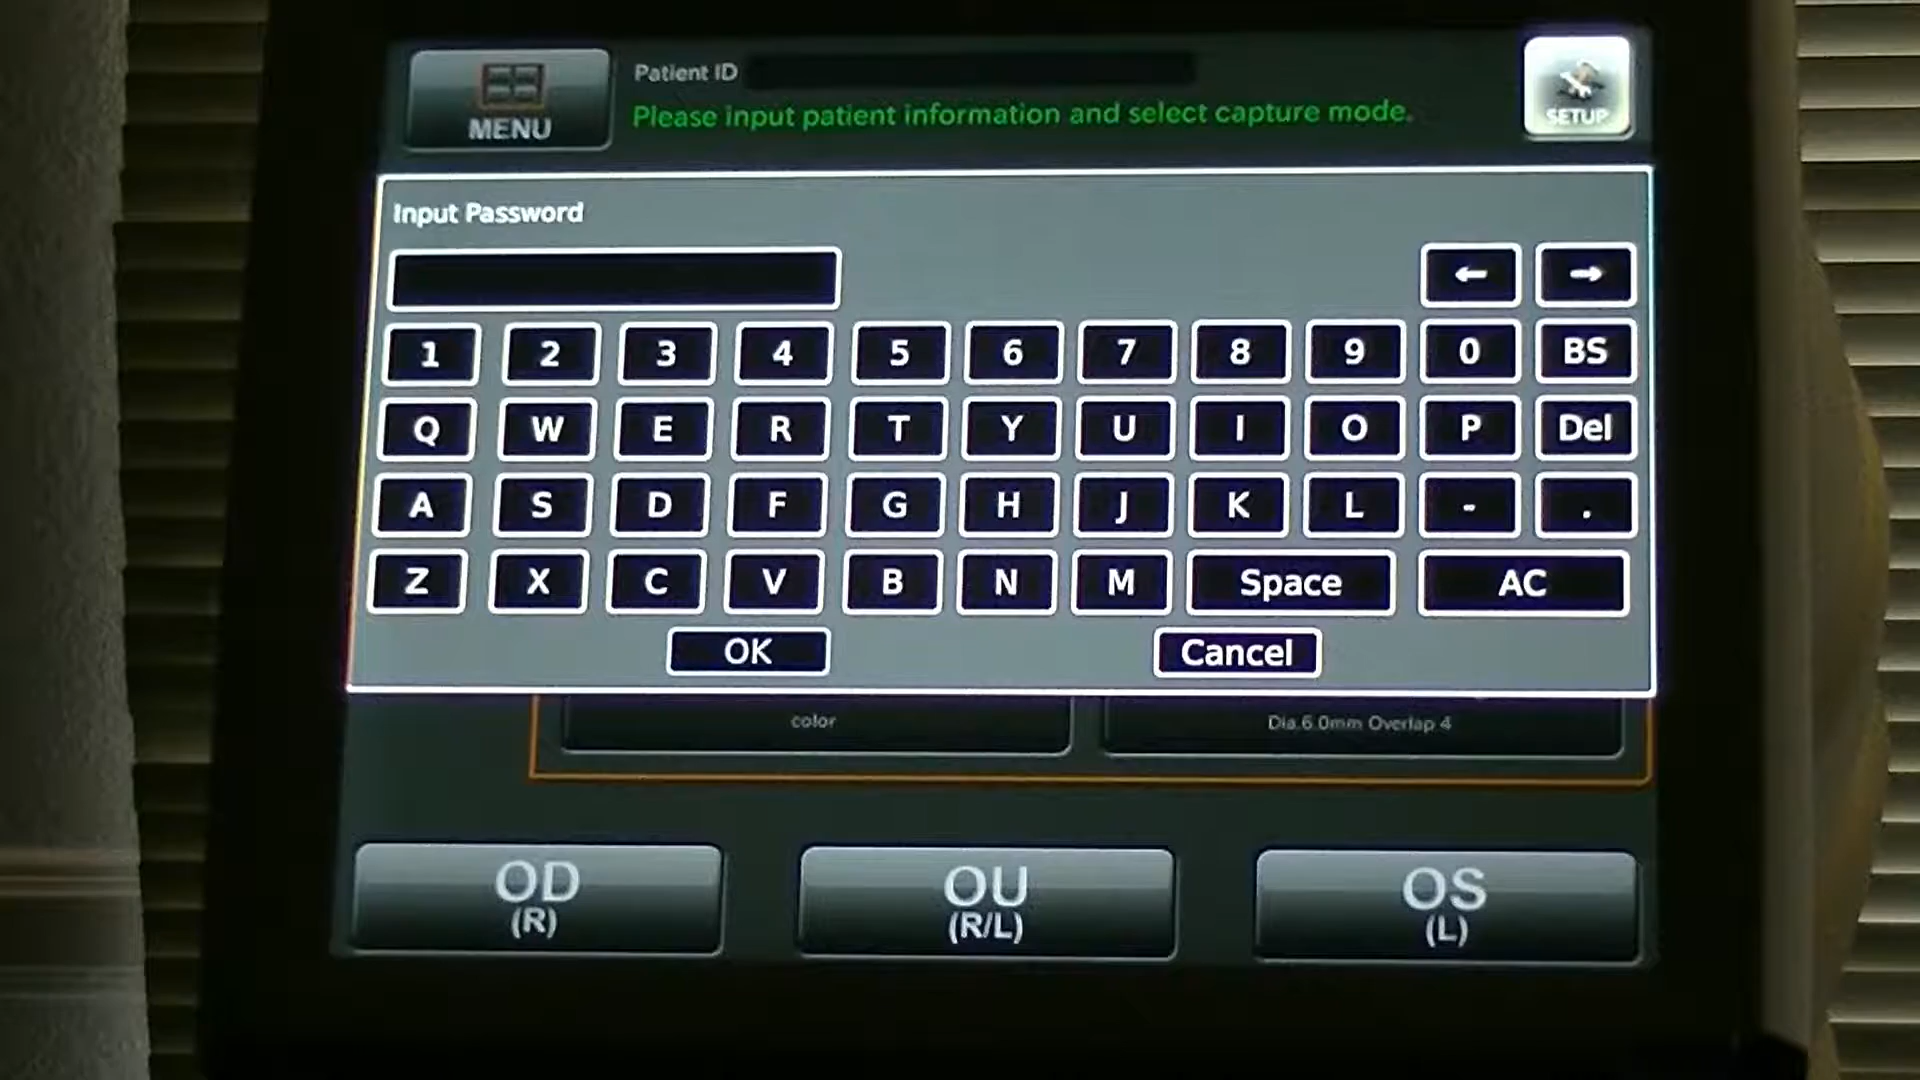 MENU
Patient ID
Please input patient information and select capture mode.
SETUP
Input Password
← →
1 2 3 4 5 6 7 8 9 0 BS
Q W E R T Y U I O P Del
A S D F G H J K L - .
Z X C V B N M Space AC
OK Cancel
color
Dia.6.0mm Overlap 4
OD
(R)
OU
(R/L)
OS
(L)